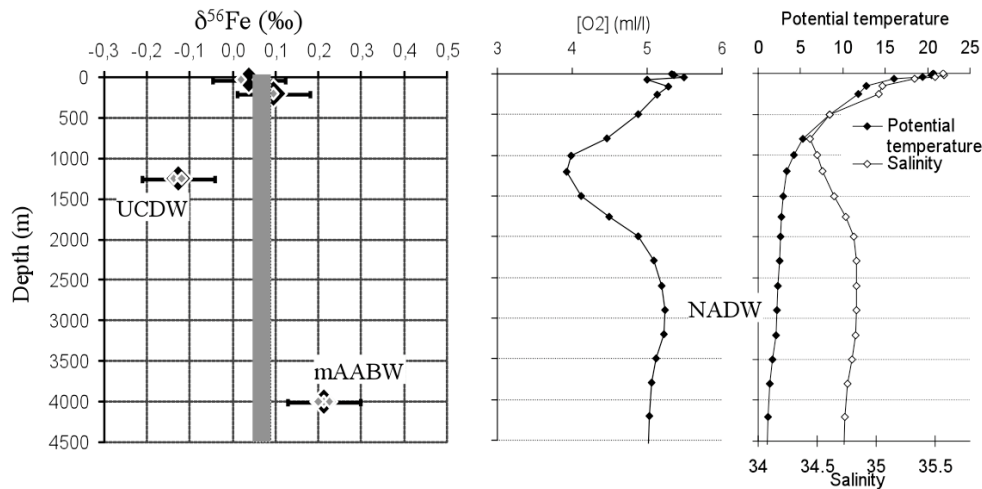 δ⁵⁶Fe (‰)
-0,3 -0,2 -0,1 0,0 0,1 0,2 0,3 0,4 0,5
0
500
1000
1500
2000
2500
3000
3500
4000
4500
Depth (m)
UCDW
mAABW
[O2] (ml/l)
3 4 5 6
NADW
Potential temperature
0 5 10 15 20 25
Potential
temperature
Salinity
34 34.5 35 35.5
Salinity